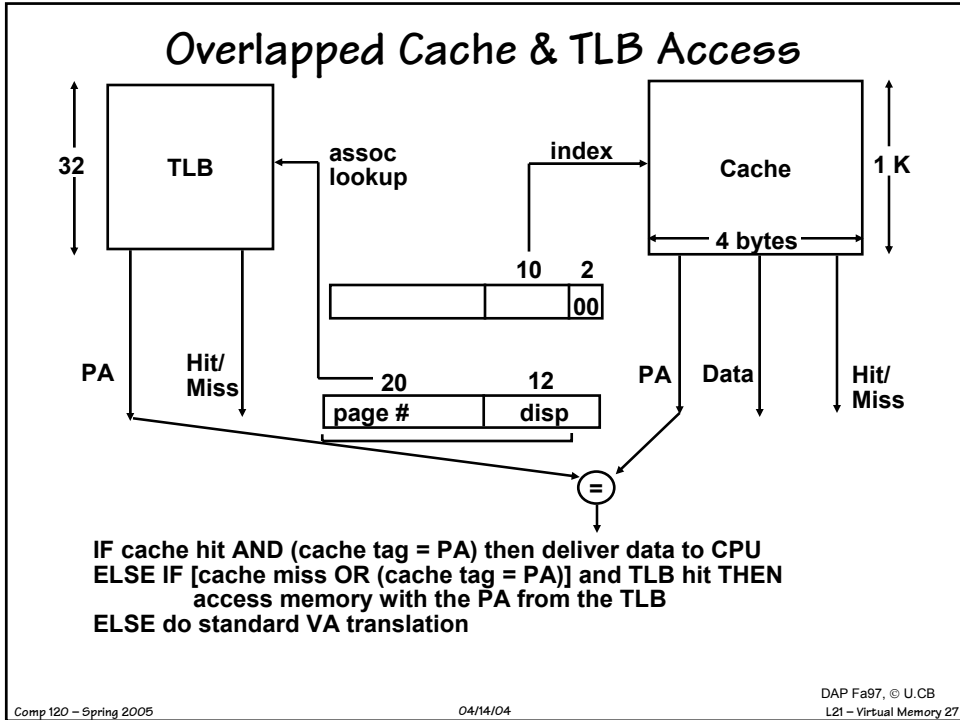 Overlapped Cache & TLB Access
32
TLB
assoc
lookup
index
Cache
1 K
4 bytes
10 2
00
PA
Hit/
Miss
20 12
page # disp
PA Data Hit/
Miss
=
IF cache hit AND (cache tag = PA) then deliver data to CPU
ELSE IF [cache miss OR (cache tag = PA)] and TLB hit THEN
access memory with the PA from the TLB
ELSE do standard VA translation
DAP Fa97, © U.CB
Comp 120 – Spring 2005 04/14/04 L21 – Virtual Memory 27